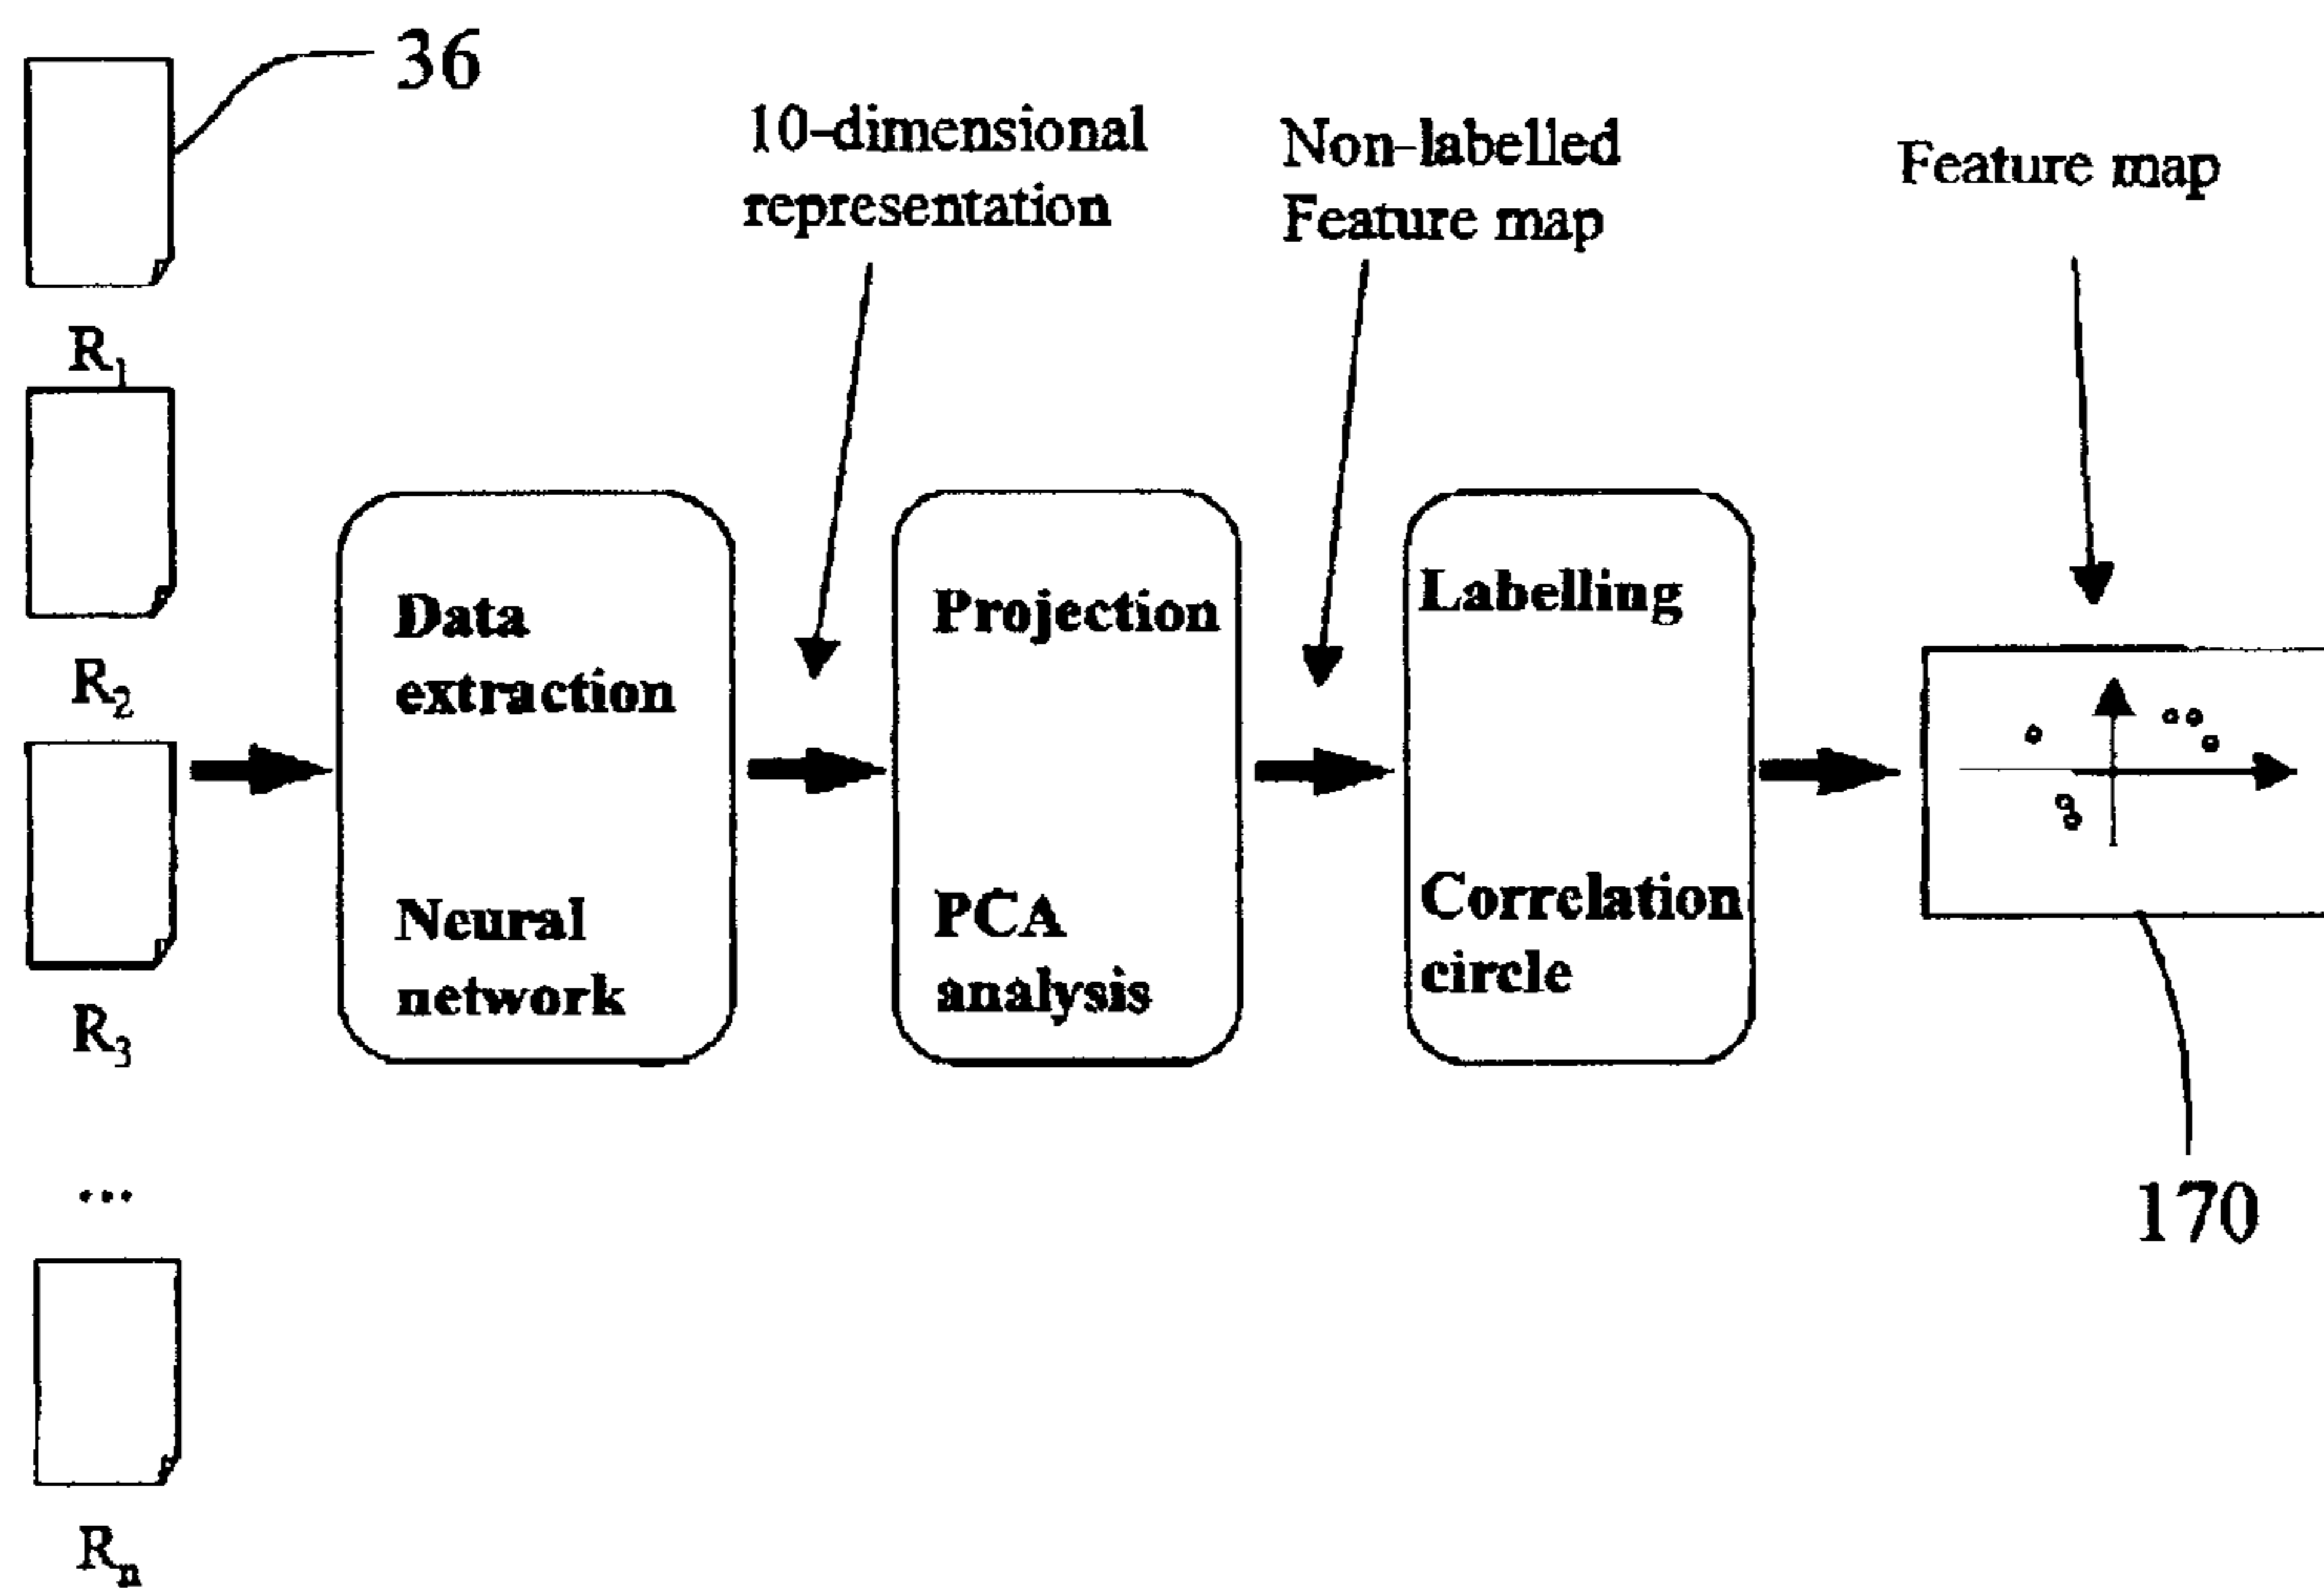 36
10-dimensional
representation
Non-labelled
Feature map
Feature map
R1
R2
R3
...
Rn
Data
extraction
Neural
network
Projection
PCA
analysis
Labelling
Correlation
circle
170